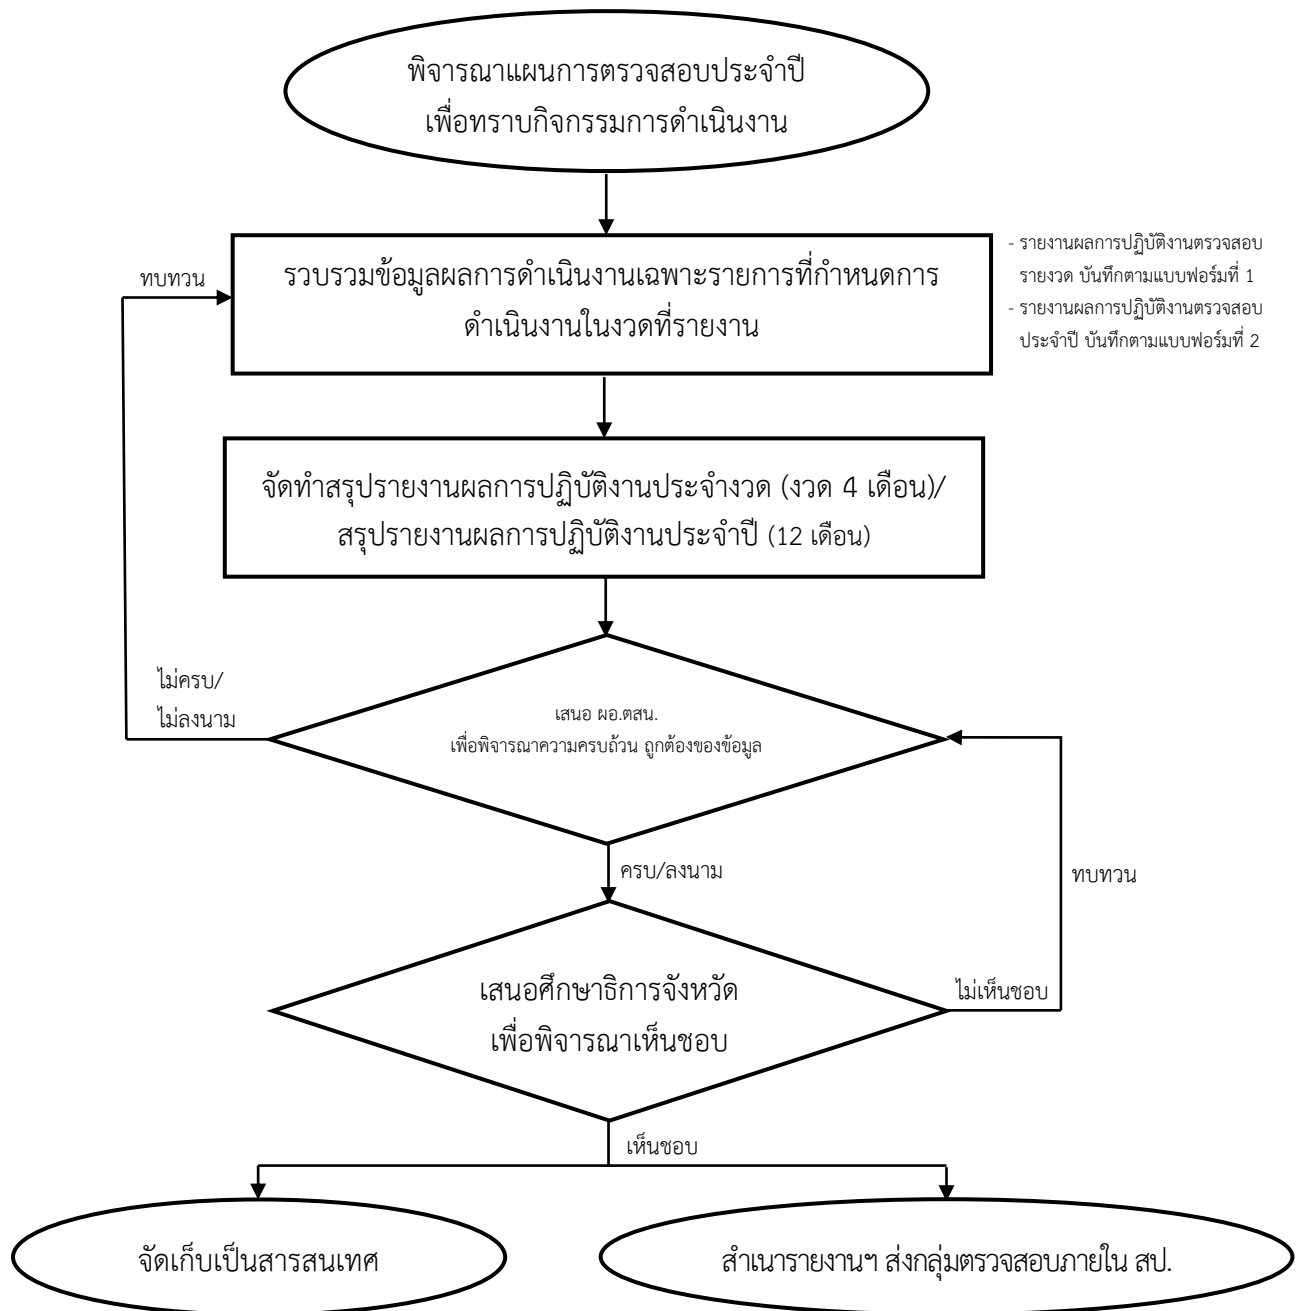 พิจารณาแผนการตรวจสอบประจำปี
เพื่อทราบกิจกรรมการดำเนินงาน
ทบทวน
รวบรวมข้อมูลผลการดำเนินงานเฉพาะรายการที่กำหนดการ
ดำเนินงานในงวดที่รายงาน
- รายงานผลการปฏิบัติงานตรวจสอบ
รายงวด บันทึกตามแบบฟอร์มที่ 1
- รายงานผลการปฏิบัติงานตรวจสอบ
ประจำปี บันทึกตามแบบฟอร์มที่ 2
จัดทำสรุปรายงานผลการปฏิบัติงานประจำงวด (งวด 4 เดือน)/
สรุปรายงานผลการปฏิบัติงานประจำปี (12 เดือน)
ไม่ครบ/
ไม่ลงนาม
เสนอ ผอ.ตสน.
เพื่อพิจารณาความครบถ้วน ถูกต้องของข้อมูล
ครบ/ลงนาม
ทบทวน
เสนอศึกษาธิการจังหวัด
เพื่อพิจารณาเห็นชอบ
ไม่เห็นชอบ
เห็นชอบ
จัดเก็บเป็นสารสนเทศ
สำเนารายงานฯ ส่งกลุ่มตรวจสอบภายใน สป.